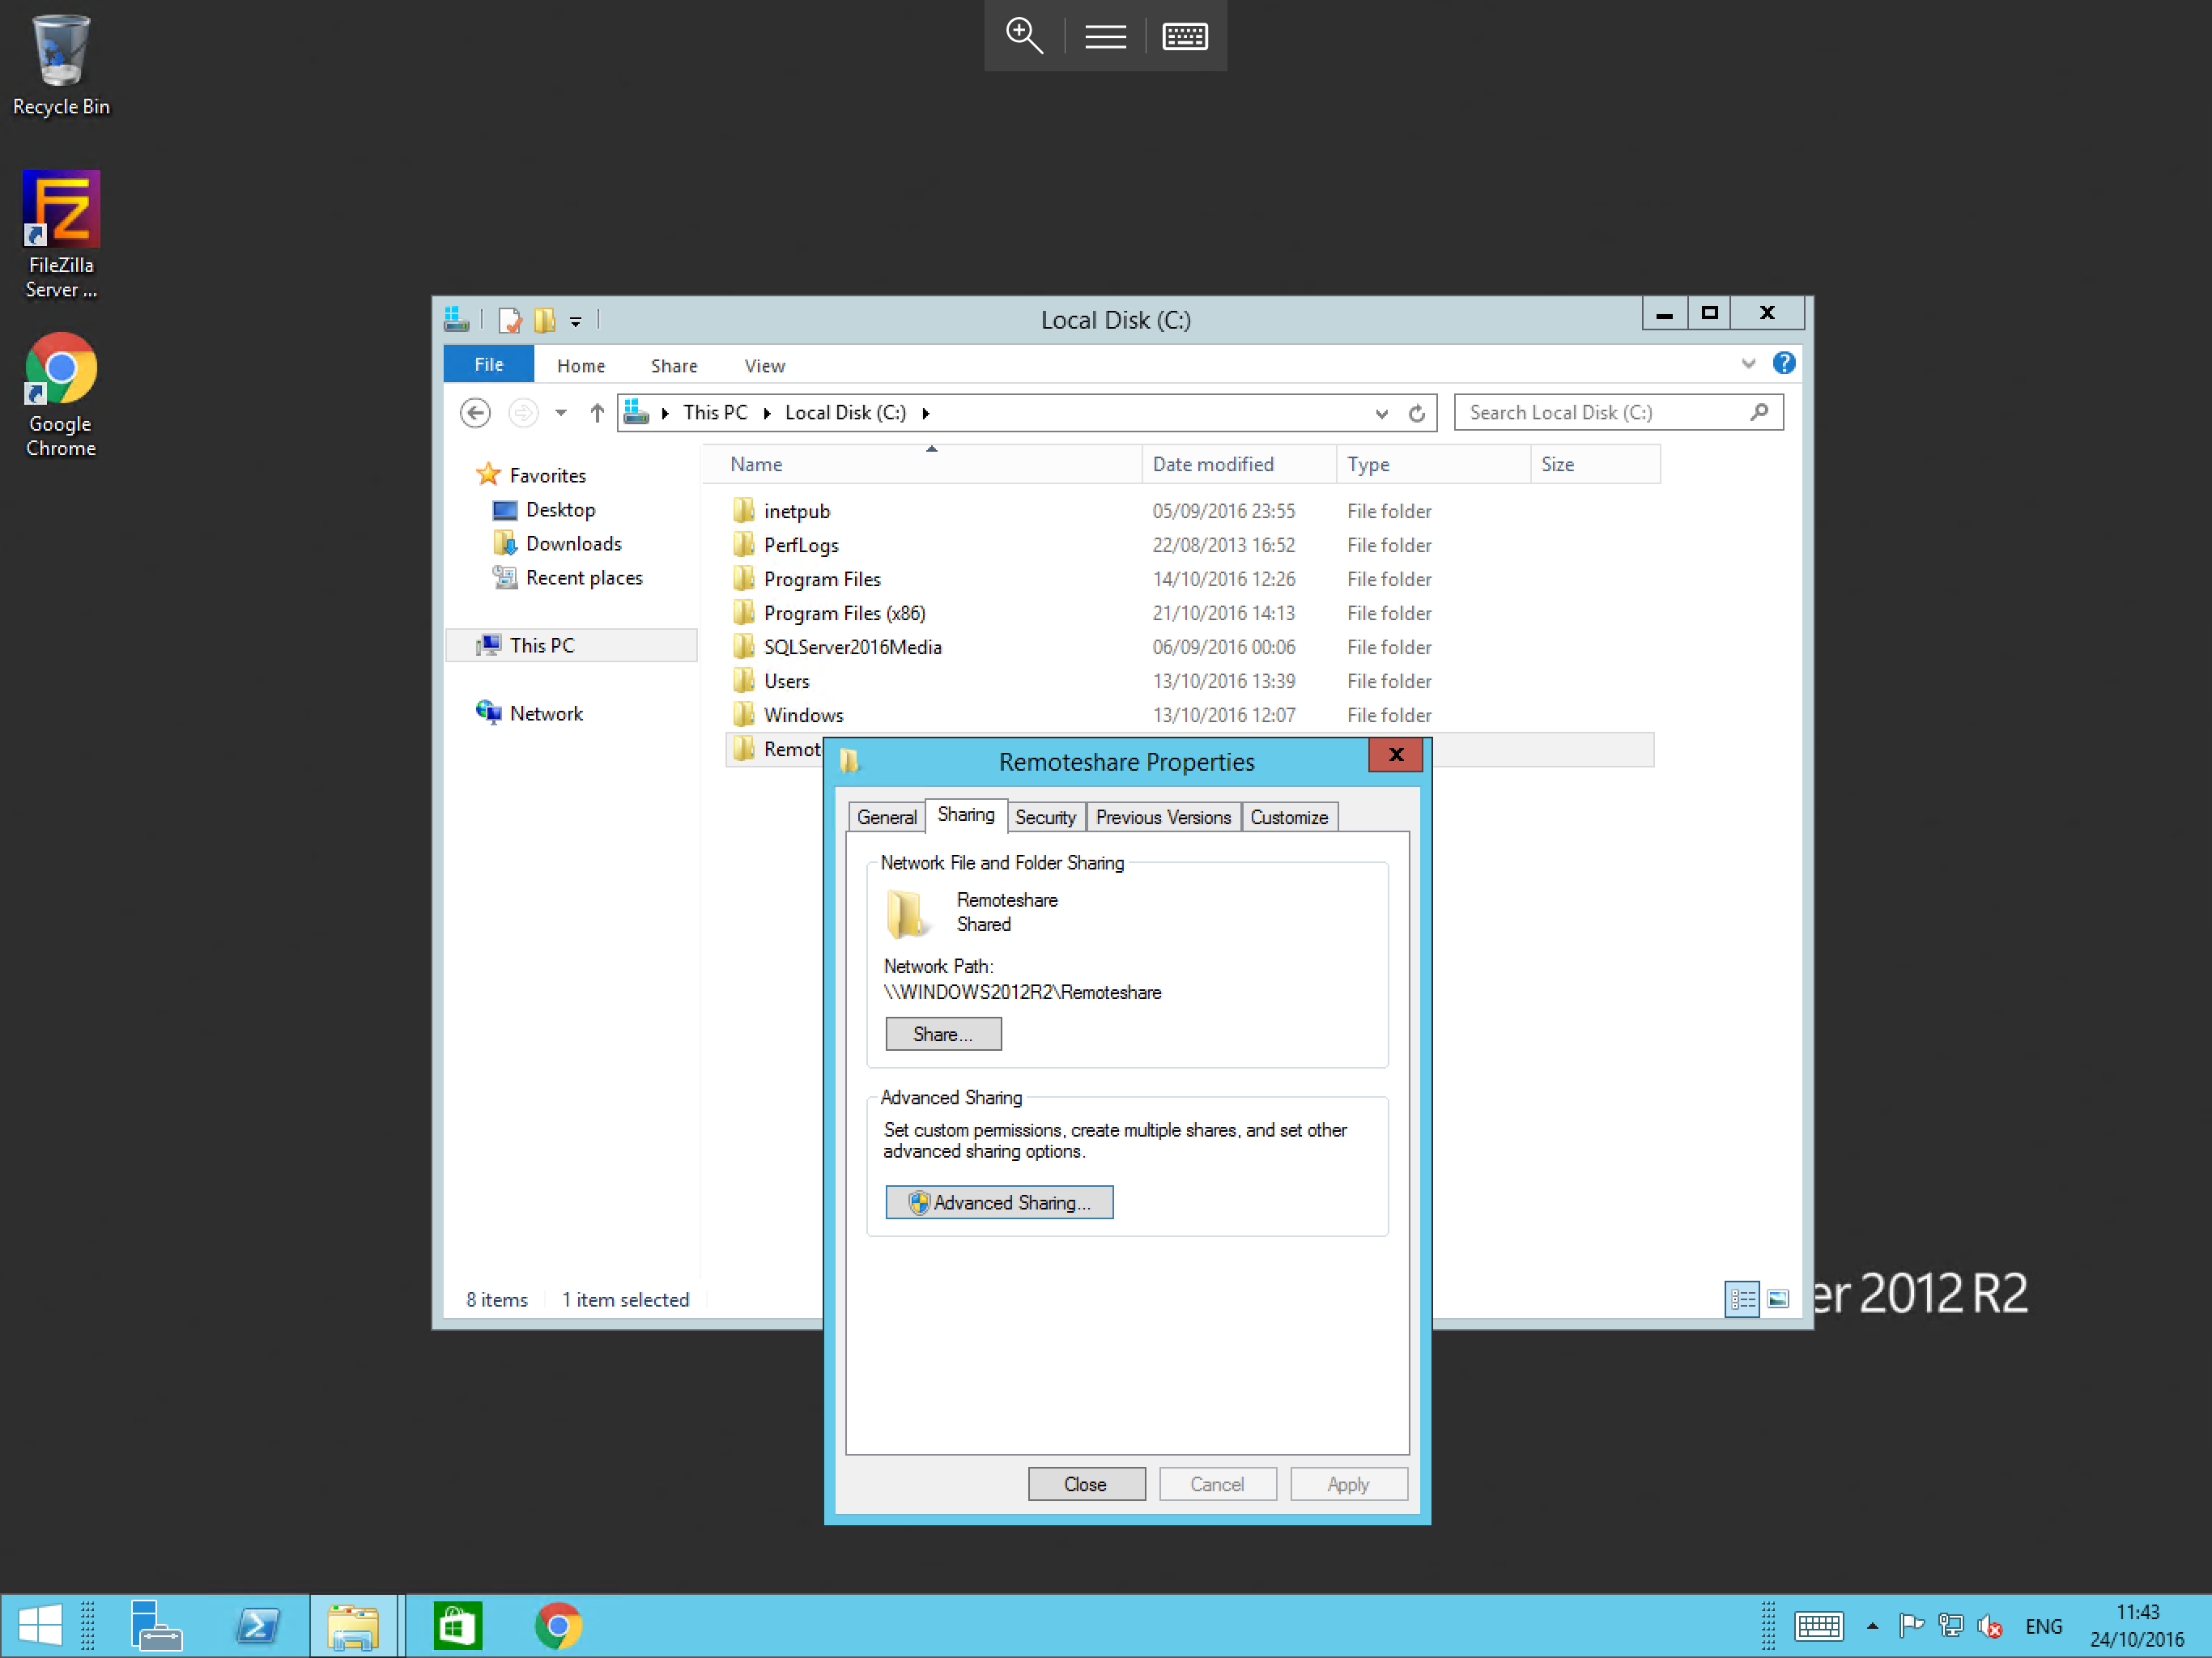 Recycle Bin
FileZilla
Server ...
Google
Chrome
Local Disk (C:)
File Home Share View
This PC Local Disk (C:)
Search Local Disk (C:)
Name Date modified Type Size
Favorites
Desktop
Downloads
Recent places
This PC
Network
inetpub 05/09/2016 23:55 File folder
PerfLogs 22/08/2013 16:52 File folder
Program Files 14/10/2016 12:26 File folder
Program Files (x86) 21/10/2016 14:13 File folder
SQLServer2016Media 06/09/2016 00:06 File folder
Users 13/10/2016 13:39 File folder
Windows 13/10/2016 12:07 File folder
Remot
Remoteshare Properties
General Sharing Security Previous Versions Customize
Network File and Folder Sharing
Remoteshare
Shared
Network Path:
\\WINDOWS2012R2\Remoteshare
Share...
Advanced Sharing
Set custom permissions, create multiple shares, and set other
advanced sharing options.
Advanced Sharing...
Close Cancel Apply
8 items 1 item selected
er 2012 R2
ENG
11:43
24/10/2016